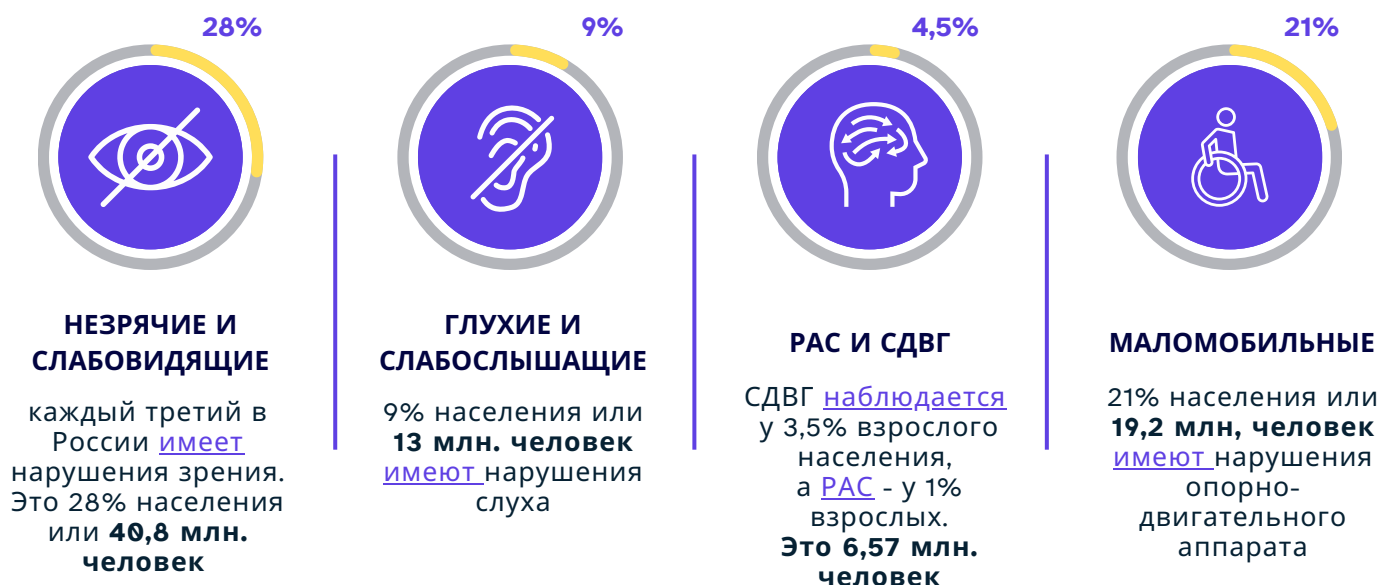 28%
НЕЗРЯЧИЕ И
СЛАБОВИДЯЩИЕ
каждый третий в
России имеет
нарушения зрения.
Это 28% населения
или 40,8 млн.
человек
9%
ГЛУХИЕ И
СЛАБОСЛЫШАЩИЕ
9% населения или
13 млн. человек
имеют нарушения
слуха
4,5%
РАС И СДВГ
СДВГ наблюдается
у 3,5% взрослого
населения,
а РАС - у 1%
взрослых.
Это 6,57 млн.
человек
21%
МАЛОМОБИЛЬНЫЕ
21% населения или
19,2 млн, человек
имеют нарушения
опорно-
двигательного
аппарата